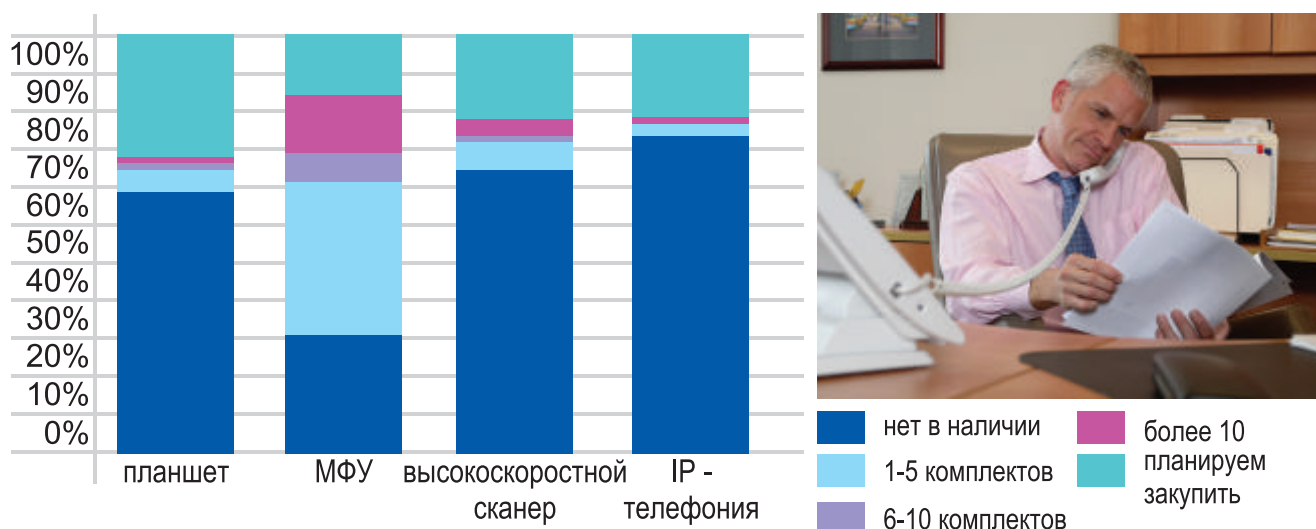 100%
90%
80%
70%
60%
50%
40%
30%
20%
10%
0%
планшет
МФУ
высокоскоростной
сканер
IP -
телефония
нет в наличии
1-5 комплектов
6-10 комплектов
более 10
планируем
закупить